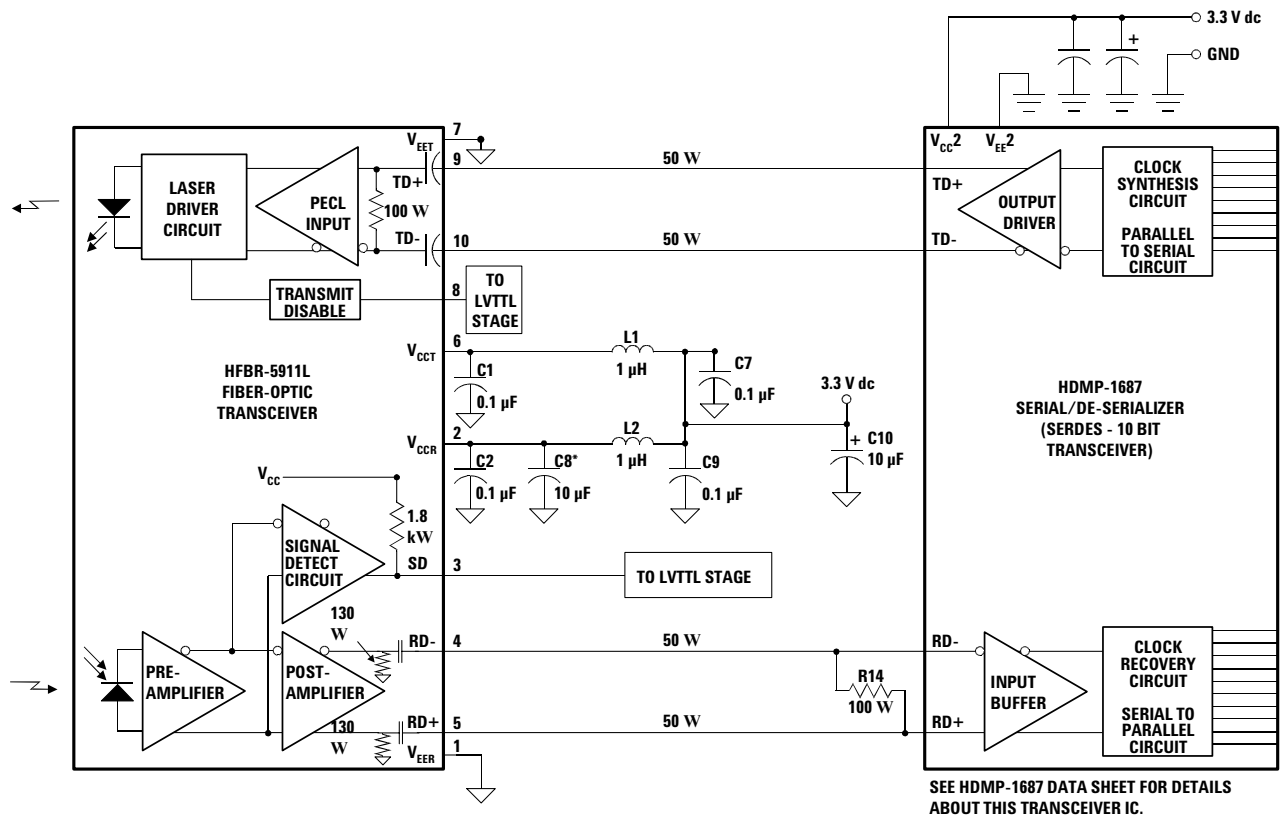 3.3 V dc
GND
V_EET
7
9
50 W
TD+
LASER
DRIVER
CIRCUIT
PECL
INPUT
100 W
TD-
10
50 W
TRANSMIT
DISABLE
8
TO
LVTTL
STAGE
V_CC2
V_EE2
TD+
OUTPUT
DRIVER
TD-
CLOCK
SYNTHESIS
CIRCUIT
PARALLEL
TO SERIAL
CIRCUIT
HFBR-5911L
FIBER-OPTIC
TRANSCEIVER
V_CCT
6
L1
1 µH
C1
0.1 µF
C7
0.1 µF
3.3 V dc
V_CCR
2
L2
1 µH
C2
0.1 µF
C8*
10 µF
C9
0.1 µF
+
C10
10 µF
HDMP-1687
SERIAL/DE-SERIALIZER
(SERDES - 10 BIT
TRANSCEIVER)
V_CC
1.8
kW
SIGNAL
DETECT
CIRCUIT
SD
3
TO LVTTL STAGE
130
W
RD-
4
50 W
PRE-
AMPLIFIER
POST-
AMPLIFIER
130
W
RD+
5
50 W
V_EER
1
R14
100 W
RD-
INPUT
BUFFER
RD+
CLOCK
RECOVERY
CIRCUIT
SERIAL TO
PARALLEL
CIRCUIT
+
SEE HDMP-1687 DATA SHEET FOR DETAILS
ABOUT THIS TRANSCEIVER IC.